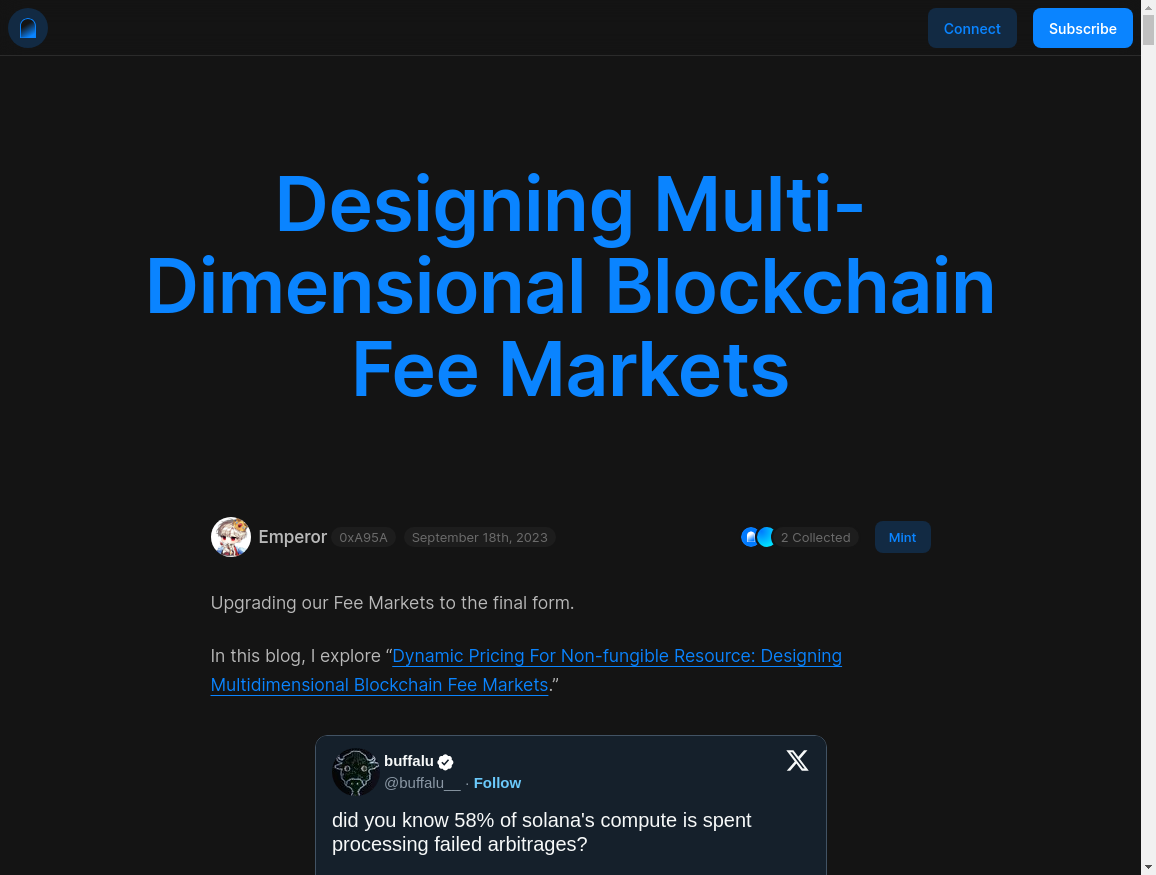 Connect
Subscribe
Designing Multi-
Dimensional Blockchain
Fee Markets
Emperor 0xA95A September 18th, 2023 2 Collected Mint
Upgrading our Fee Markets to the final form.
In this blog, I explore “Dynamic Pricing For Non-fungible Resource: Designing
Multidimensional Blockchain Fee Markets.”
buffalu
@buffalu__ · Follow
did you know 58% of solana's compute is spent
processing failed arbitrages?